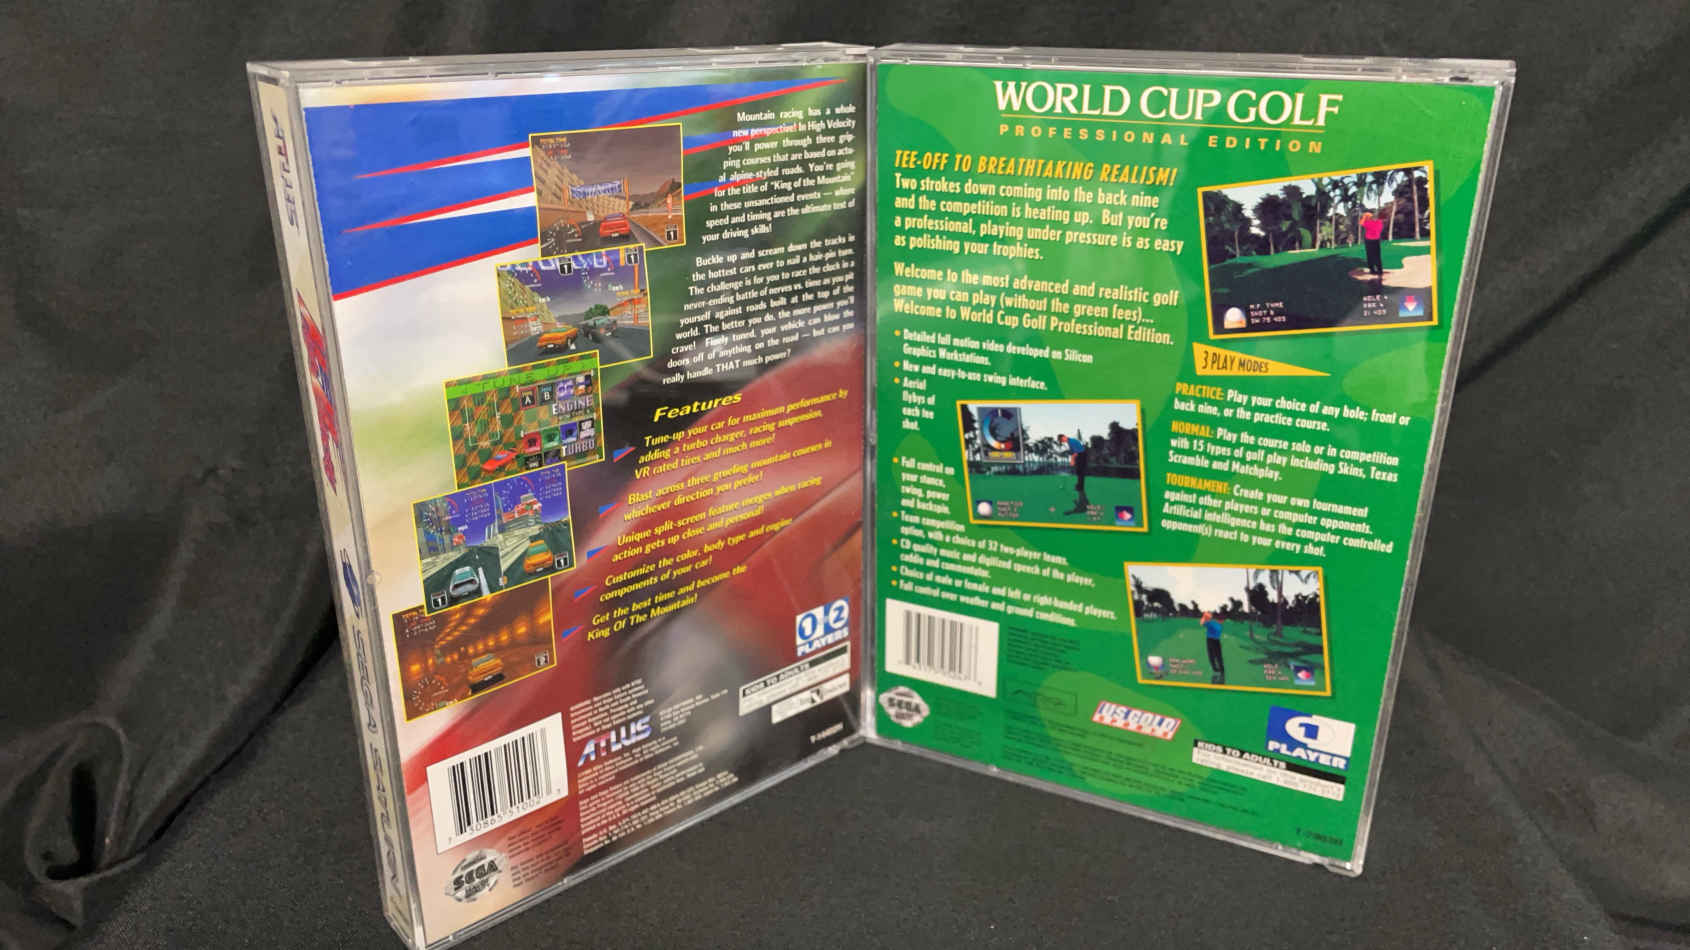 ATLUS
SEGA SATURN
Mountain racing has a whole
new perspective! In High Velocity
you'll power through three grip-
ping courses that are based on actu-
al alpine-styled roads. You're going
for the title of "King of the Mountain"
in these unsanctioned events — where
speed and timing are the ultimate test of
your driving skills!
Buckle up and scream down the tracks in
the hottest cars ever to nail a hair-pin turn.
The challenge is for you to race the clock in a
never-ending battle of nerves vs. time as you pit
yourself against roads built at the top of the
world. The better you do, the more power you'll
crave! Finely tuned, your vehicle can blow the
doors off of anything on the road — but can you
really handle THAT much power?
TUNE UP!
A B
ENGINE
TURBO
Features
Tune-up your car for maximum performance by
adding a turbo charger, racing suspension,
VR rated tires and much more!
Blast across three grueling mountain courses in
whichever direction you prefer!
Unique split-screen feature merges when racing
action gets up close and personal!
Customize the color, body type and engine
components of your car!
Get the best time and become the
King Of The Mountain!
1-2
PLAYERS
KIDS TO ADULTS
ATLUS
7 30865 51002
SEGA
WORLD CUP GOLF
PROFESSIONAL EDITION
TEE-OFF TO BREATHTAKING REALISM!
Two strokes down coming into the back nine
and the competition is heating up. But you're
a professional, playing under pressure is as easy
as polishing your trophies.
Welcome to the most advanced and realistic golf
game you can play (without the green fees)...
Welcome to World Cup Golf Professional Edition.
• Detailed full motion video developed on Silicon
Graphics Workstations.
• New and easy-to-use swing interface.
• Aerial
flybys of
each tee
shot.
• Full control on
your stance,
swing, power
and backspin.
• Team competition
option, with a choice of 32 two-player teams.
• CD quality music and digitized speech of the player,
caddie and commentator.
• Choice of male or female and left or right-handed players.
• Full control over weather and ground conditions.
3 PLAY MODES
PRACTICE: Play your choice of any hole; front or
back nine, or the practice course.
NORMAL: Play the course solo or in competition
with 15 types of golf play including Skins, Texas
Scramble and Matchplay.
TOURNAMENT: Create your own tournament
against other players or computer opponents.
Artificial intelligence has the computer controlled
opponent(s) react to your every shot.
SEGA
U.S. GOLD
1
PLAYER
KIDS TO ADULTS